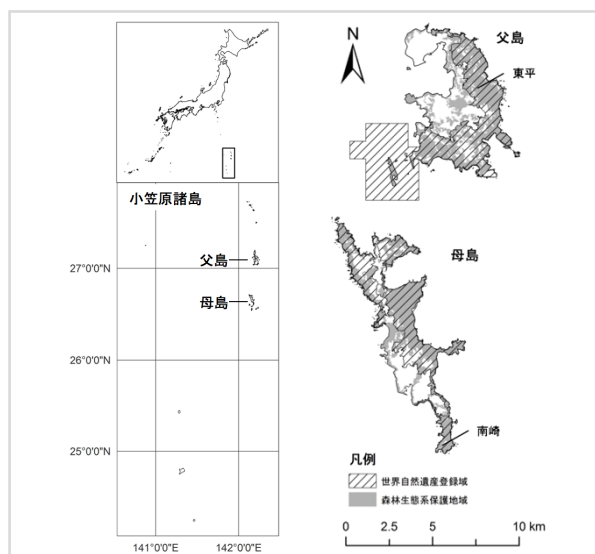 小笠原諸島
父島
母島
27°0'0"N
26°0'0"N
25°0'0"N
141°0'0"E
142°0'0"E
N
父島
東平
母島
南崎
凡例
世界自然遺産登録域
森林生態系保護地域
0 2.5 5 10 km